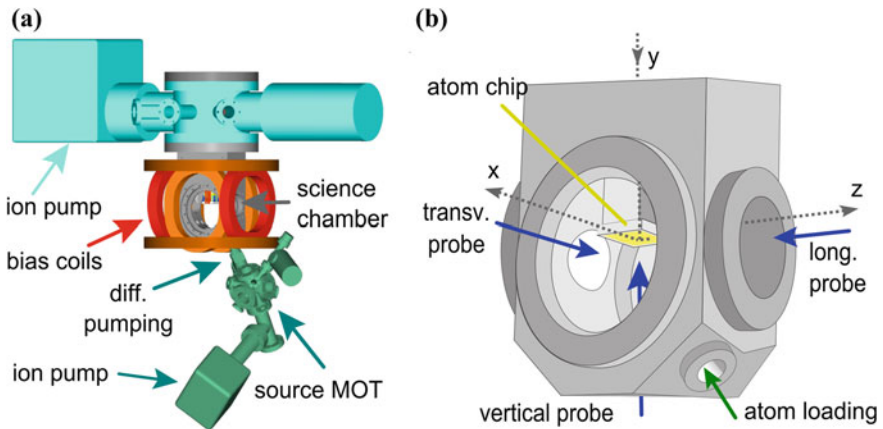 (a)
ion pump
bias coils
science
chamber
diff.
pumping
ion pump
source MOT
(b)
y
atom chip
x
z
transv.
probe
long.
probe
vertical probe
atom loading